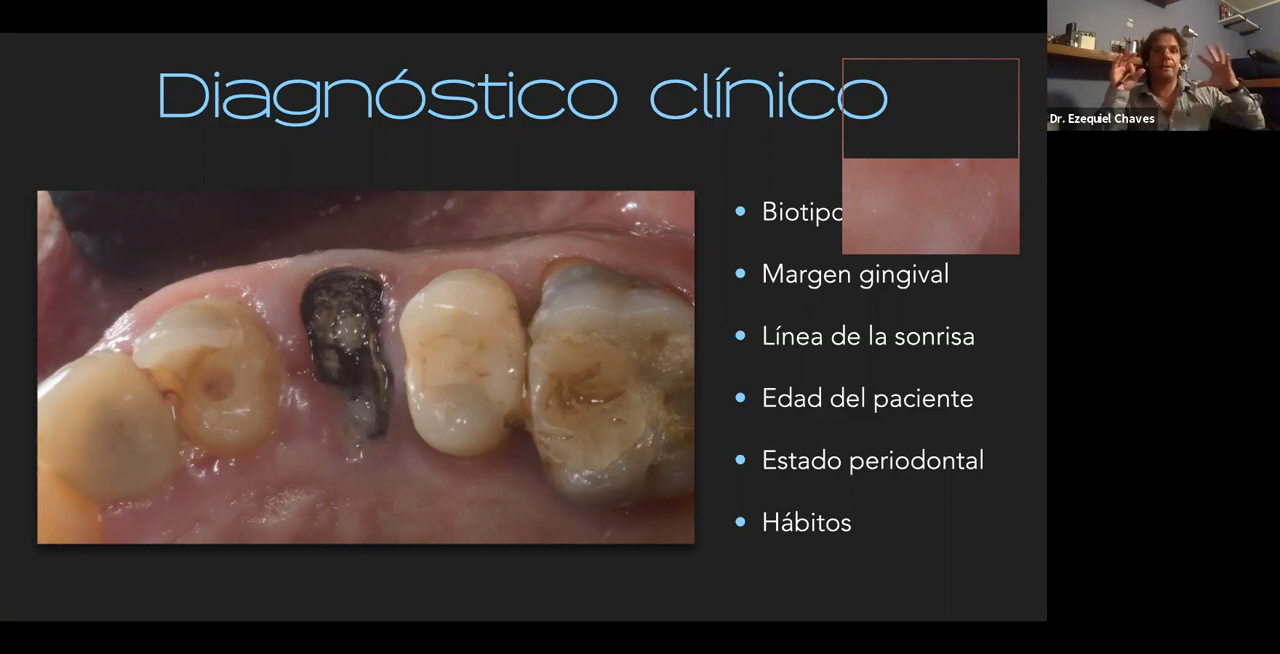 Diagnóstico clínico
Dr. Ezequiel Chaves
• Biotipo
• Margen gingival
• Línea de la sonrisa
• Edad del paciente
• Estado periodontal
• Hábitos